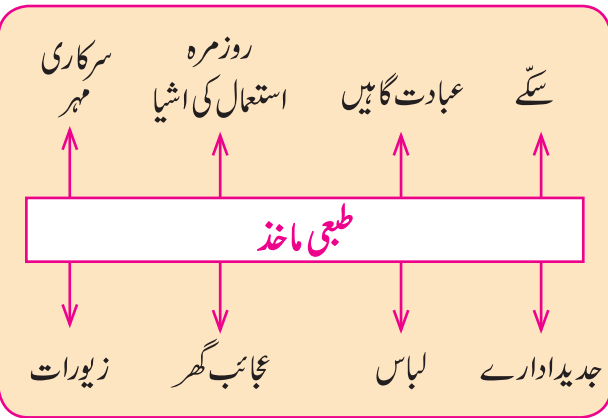 سکّے
عبادت گاہیں
روزمرہ
استعمال کی اشیا
سرکاری
مہر
طبعی ماخذ
جدید ادارے
لباس
عجائب گھر
زیورات